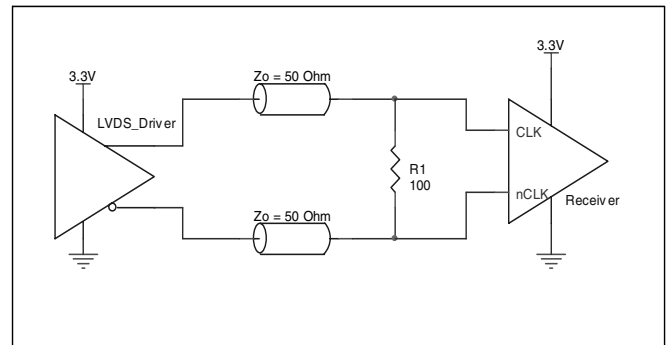 3.3V
Zo = 50 Ohm
3.3V
LVDS_Driver
CLK
R1
100
nCLK
Receiver
Zo = 50 Ohm